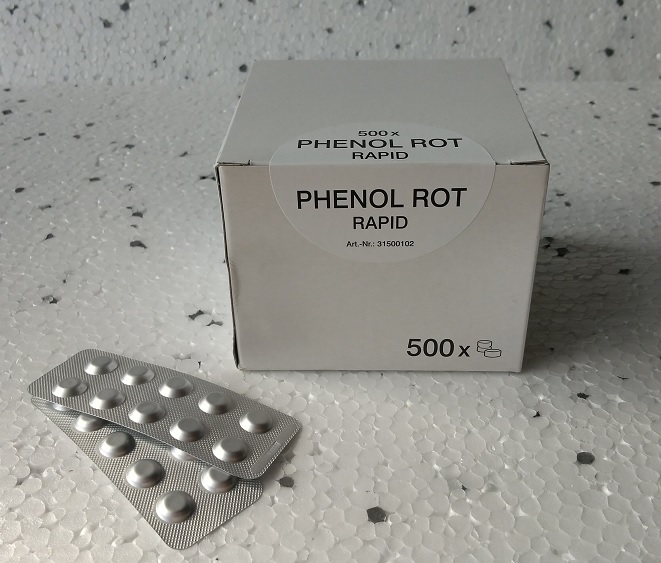 500 x
PHENOL ROT
RAPID
PHENOL ROT
RAPID
Art.-Nr.: 31500102
500 x